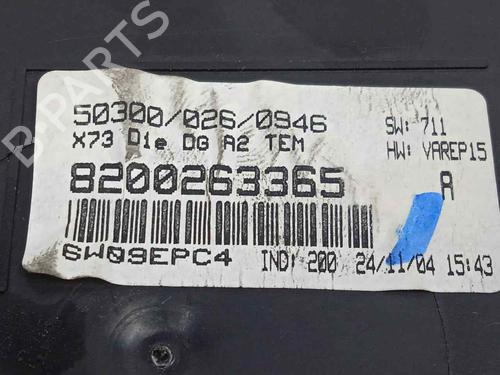 50300/026/0946
X73 D1e DG A2 TEM
SW: 711
HW: VAREP15
8200263365
A
6W09EPC4
IND: 200 24/11/04 15:43
B-PARTS